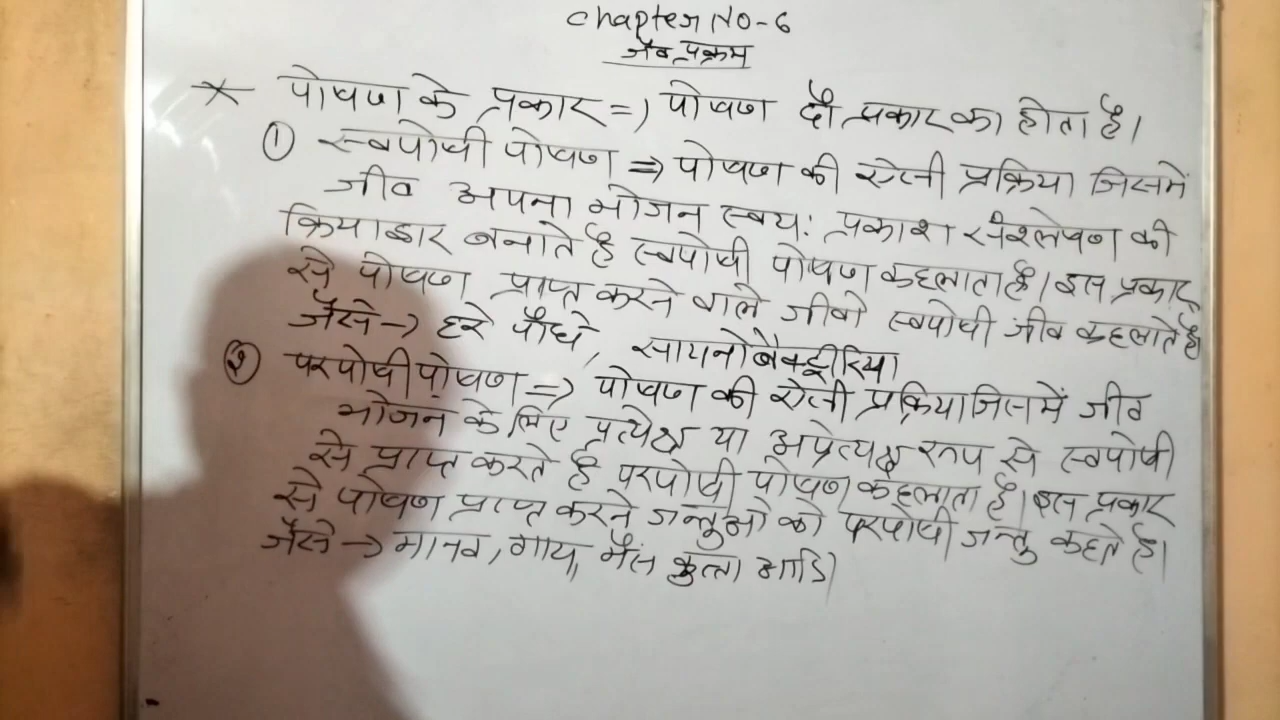 Chapter No-6
जैव प्रक्रम
* पोषण के प्रकार => पोषण दो प्रकार का होता है।
① स्वपोषी पोषण => पोषण की ऐसी प्रक्रिया जिसमें
जीव अपना भोजन स्वय: प्रकाश संश्लेषण की
क्रिया द्वार बनाते है स्वपोषी पोषण कहलाता है। इस प्रकार
से पोषण प्राप्त करने वाले जीवो स्वपोषी जीव कहलाते है
जैसे -> हरे पौधे, सायनोबैक्ट्रीरिया
② परपोषी पोषण => पोषण की ऐसी प्रक्रिया जिसमें जीव
भोजन के लिए प्रत्येक्ष या अप्रेत्यक्ष रूप से स्वपोषी
से प्राप्त करते है परपोषी पोषण कहलाता है। इस प्रकार
से पोषण प्राप्त करने जन्तुओ को परपोषी जन्तु कहते है।
जैसे -> मानव, गाय, भैंस कुत्ता आदि।